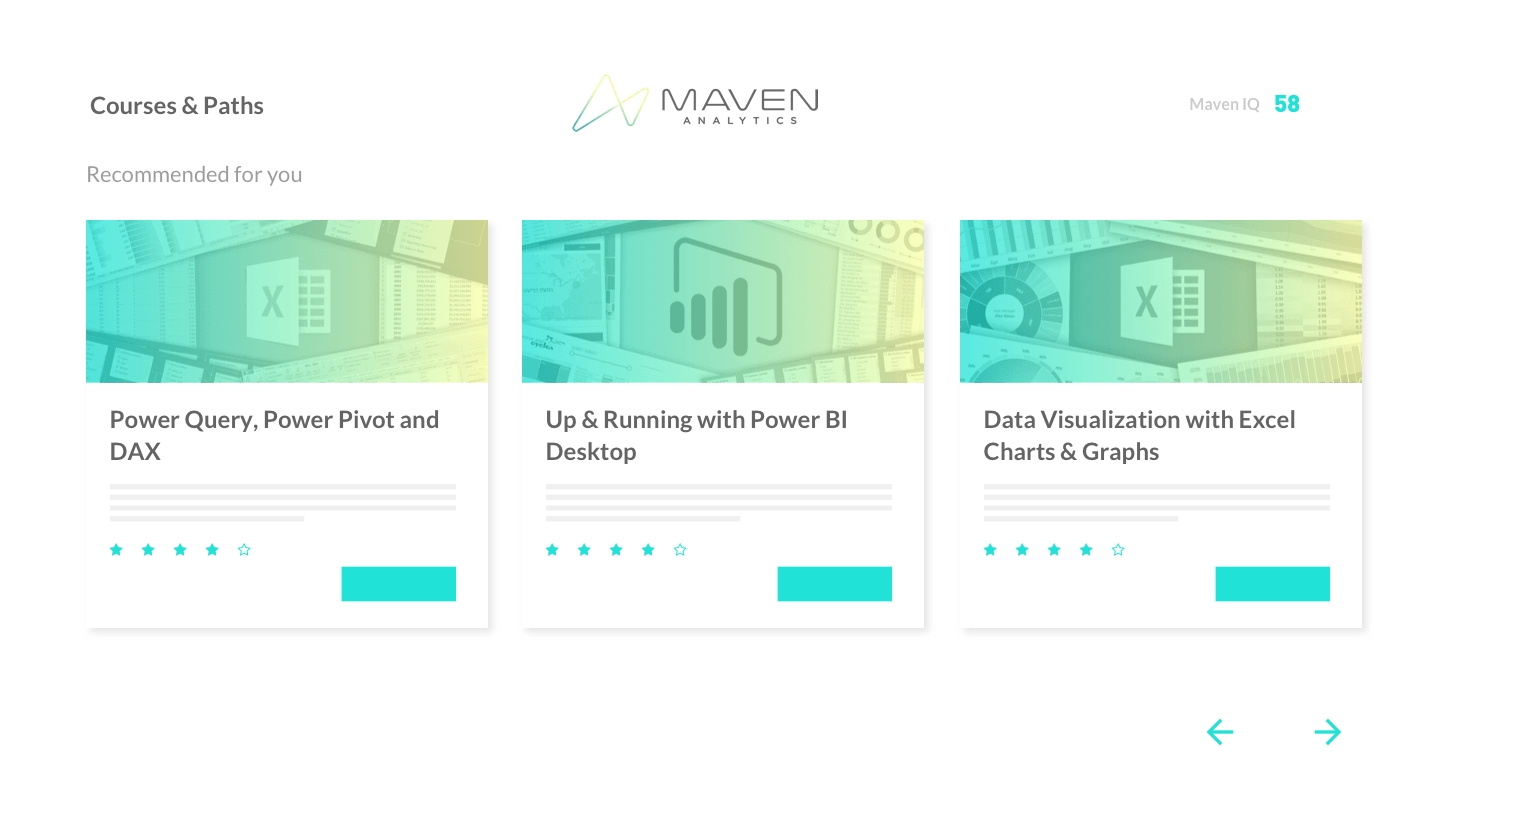 Courses & Paths
MAVEN
ANALYTICS
Maven IQ 58
Recommended for you
Power Query, Power Pivot and
DAX
Up & Running with Power BI
Desktop
Data Visualization with Excel
Charts & Graphs